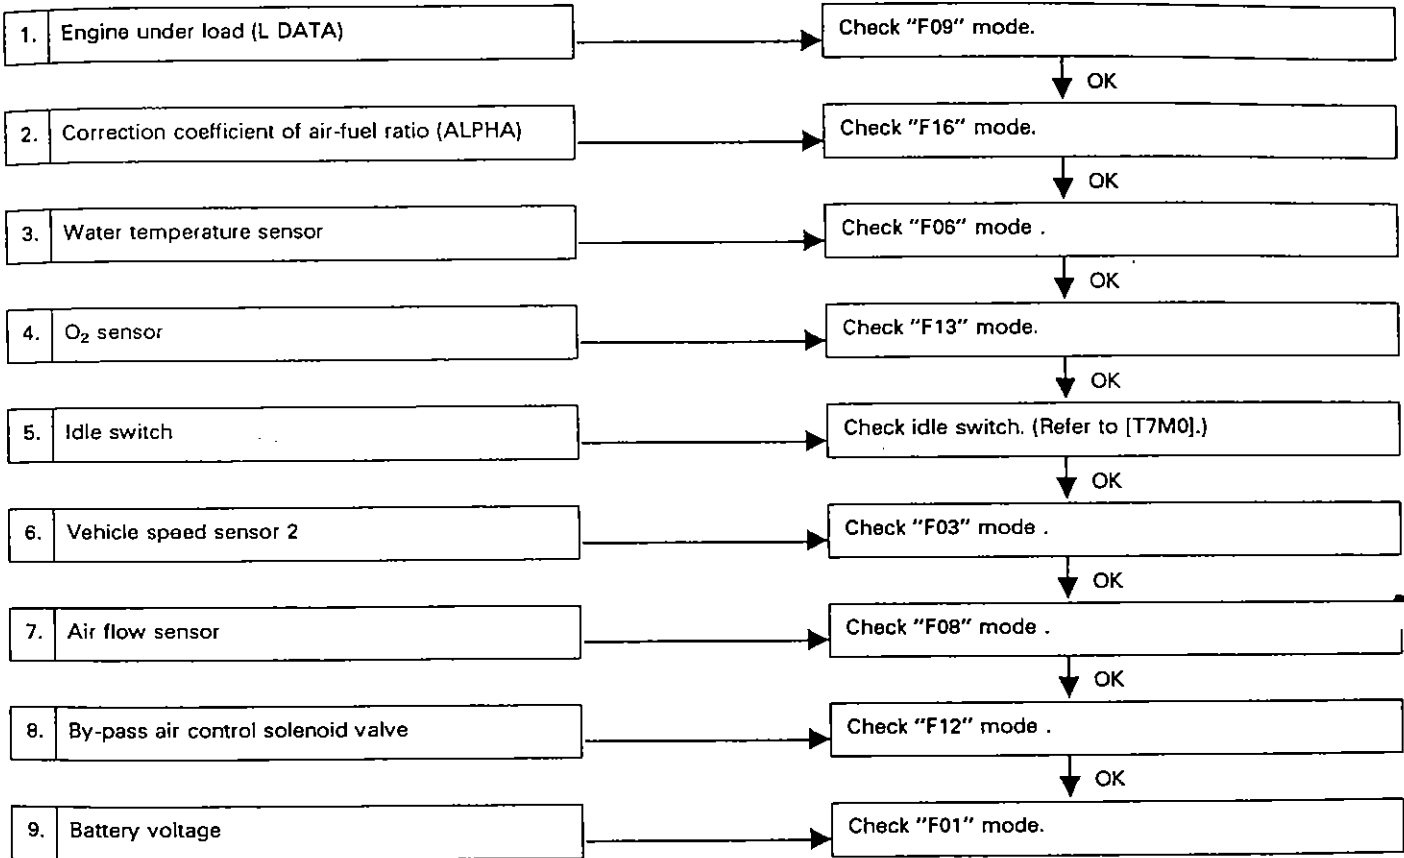 1. Engine under load (L DATA)
Check "F09" mode.
OK
2. Correction coefficient of air-fuel ratio (ALPHA)
Check "F16" mode.
OK
3. Water temperature sensor
Check "F06" mode .
OK
4. O₂ sensor
Check "F13" mode.
OK
5. Idle switch
Check idle switch. (Refer to [T7M0].)
OK
6. Vehicle speed sensor 2
Check "F03" mode .
OK
7. Air flow sensor
Check "F08" mode .
OK
8. By-pass air control solenoid valve
Check "F12" mode .
OK
9. Battery voltage
Check "F01" mode.